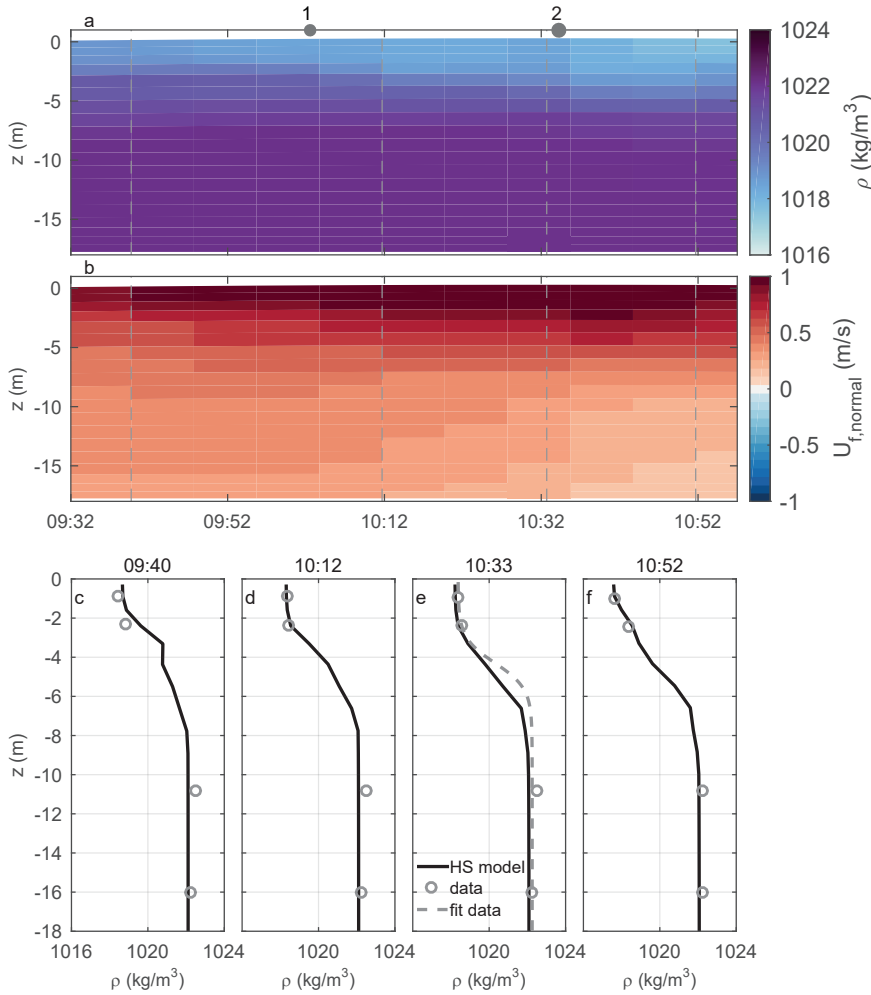 1 2
a
0
-5
-10
-15
z (m)
1024
1022
1020
1018
1016
ρ (kg/m³)
b
0
-5
-10
-15
z (m)
1
0.5
0
-0.5
-1
U_f,normal (m/s)
09:32 09:52 10:12 10:32 10:52
09:40 10:12 10:33 10:52
c d e f
0
-2
-4
-6
-8
-10
-12
-14
-16
-18
z (m)
HS model
data
fit data
1016 1020 1024 1020 1024 1020 1024 1020 1024
ρ (kg/m³) ρ (kg/m³) ρ (kg/m³) ρ (kg/m³)